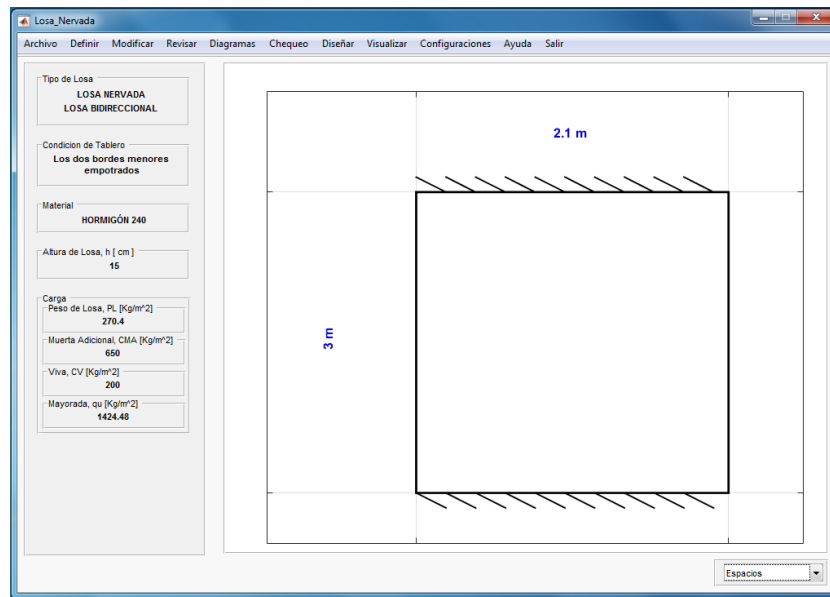 Losa_Nervada
Archivo Definir Modificar Revisar Diagramas Chequeo Diseñar Visualizar Configuraciones Ayuda Salir
Tipo de Losa
LOSA NERVADA
LOSA BIDIRECCIONAL
Condicion de Tablero
Los dos bordes menores
empotrados
Material
HORMIGÓN 240
Altura de Losa, h [ cm ]
15
Carga
Peso de Losa, PL [Kg/m^2]
270.4
Muerta Adicional, CMA [Kg/m^2]
650
Viva, CV [Kg/m^2]
200
Mayorada, qu [Kg/m^2]
1424.48
2.1 m
3 m
Espacios